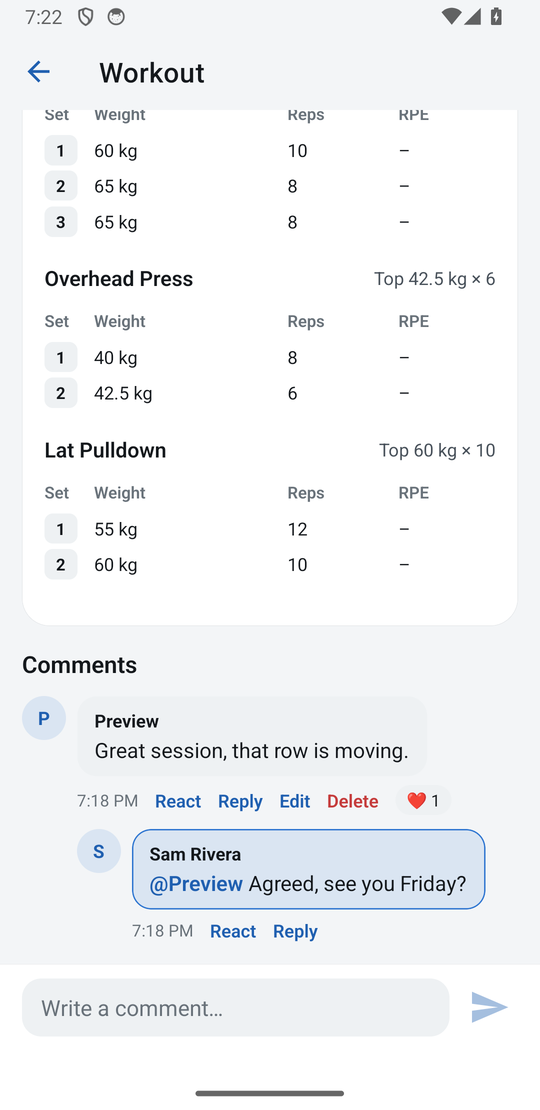 7:22
Workout
Set Weight Reps RPE
1 60 kg 10 –
2 65 kg 8 –
3 65 kg 8 –
Overhead Press Top 42.5 kg × 6
Set Weight Reps RPE
1 40 kg 8 –
2 42.5 kg 6 –
Lat Pulldown Top 60 kg × 10
Set Weight Reps RPE
1 55 kg 12 –
2 60 kg 10 –
Comments
P
Preview
Great session, that row is moving.
7:18 PM React Reply Edit Delete ❤️ 1
S
Sam Rivera
@Preview Agreed, see you Friday?
7:18 PM React Reply
Write a comment…